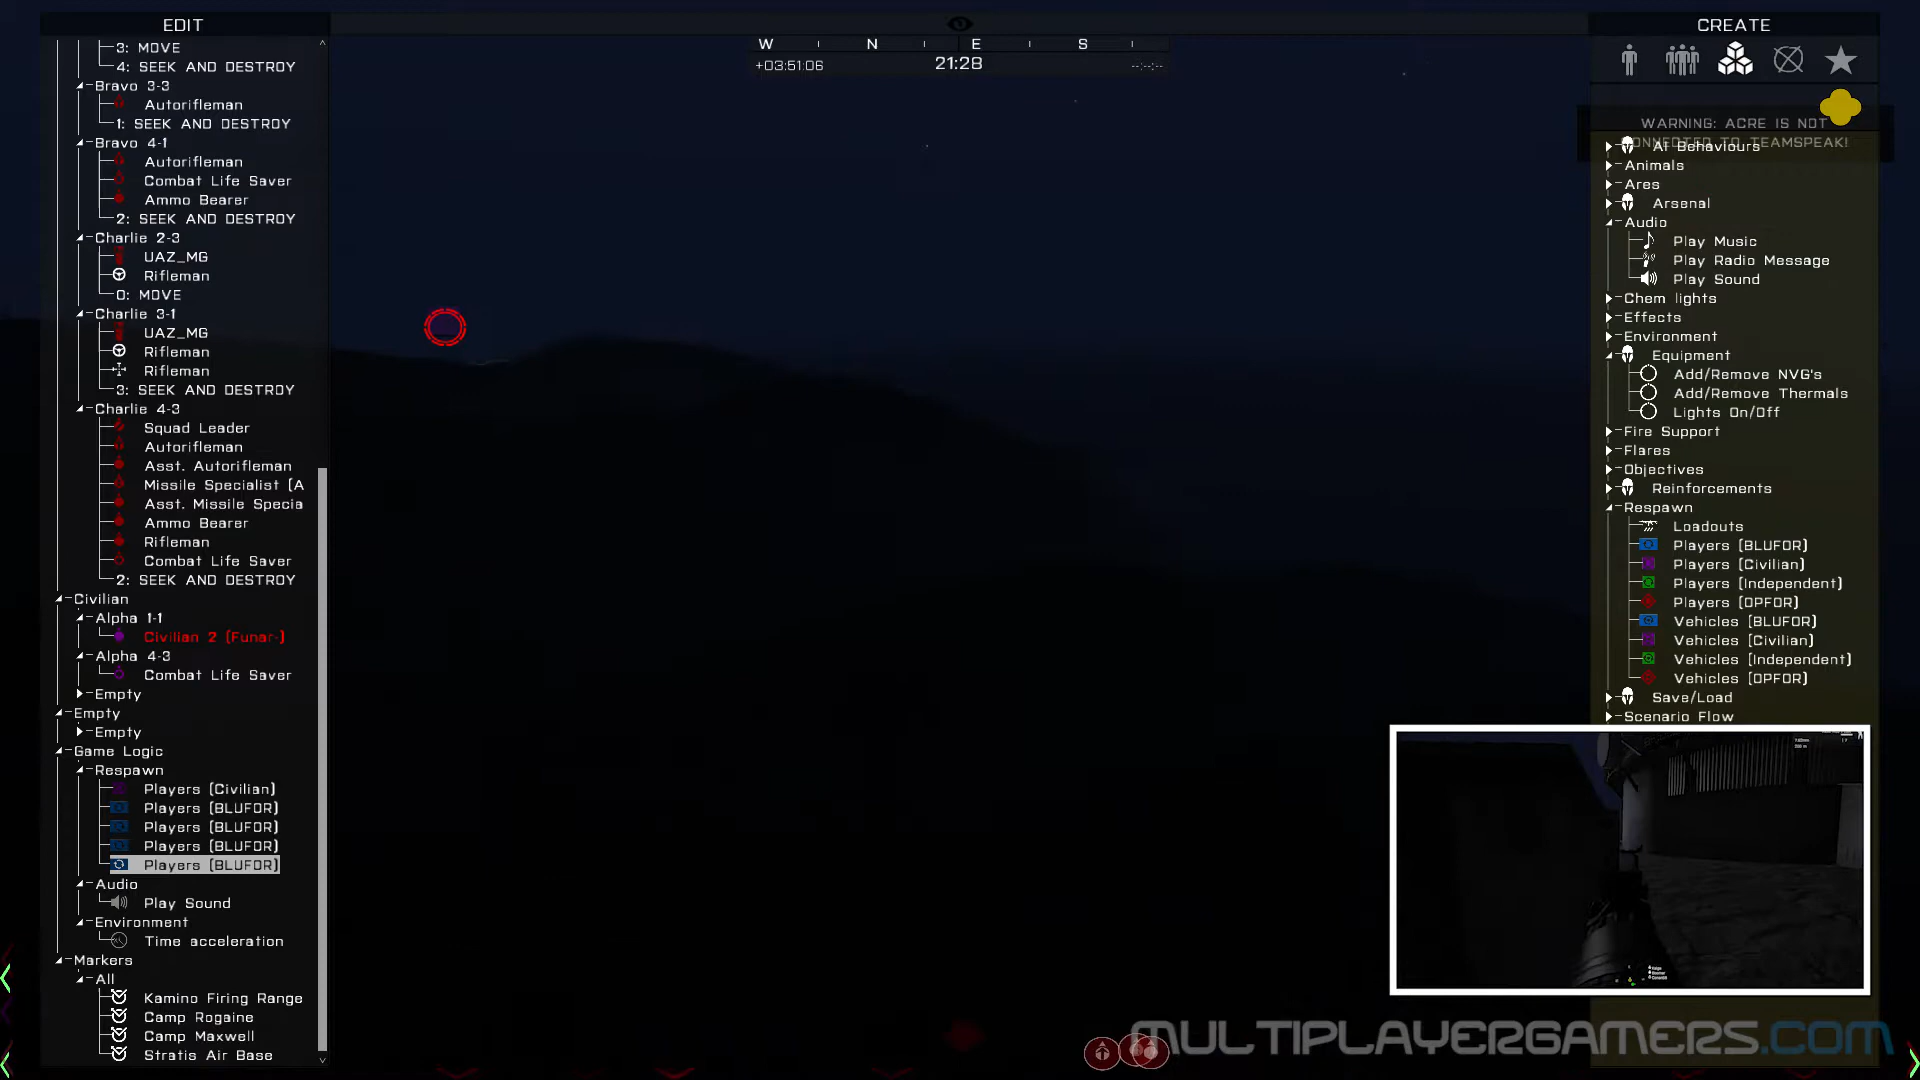 EDIT
3: MOVE
4: SEEK AND DESTROY
Bravo 3-3
Autorifleman
1: SEEK AND DESTROY
Bravo 4-1
Autorifleman
Combat Life Saver
Ammo Bearer
2: SEEK AND DESTROY
Charlie 2-3
UAZ_MG
Rifleman
0: MOVE
Charlie 3-1
UAZ_MG
Rifleman
Rifleman
3: SEEK AND DESTROY
Charlie 4-3
Squad Leader
Autorifleman
Asst. Autorifleman
Missile Specialist (A
Asst. Missile Specia
Ammo Bearer
Rifleman
Combat Life Saver
2: SEEK AND DESTROY
Civilian
Alpha 1-1
Civilian 2 (Funar-)
Alpha 4-3
Combat Life Saver
Empty
Empty
Empty
Game Logic
Respawn
Players (Civilian)
Players (BLUFOR)
Players (BLUFOR)
Players (BLUFOR)
Players (BLUFOR)
Audio
Play Sound
Environment
Time acceleration
Markers
All
Kamino Firing Range
Camp Rogaine
Camp Maxwell
Stratis Air Base
W N E S
+03:51:06 21:28 --:--:--
CREATE
WARNING: ACRE IS NOT
CONNECTED TO TEAMSPEAK!
AI Behaviours
Animals
Ares
Arsenal
Audio
Play Music
Play Radio Message
Play Sound
Chem lights
Effects
Environment
Equipment
Add/Remove NVG's
Add/Remove Thermals
Lights On/Off
Fire Support
Flares
Objectives
Reinforcements
Respawn
Loadouts
Players (BLUFOR)
Players (Civilian)
Players (Independent)
Players (OPFOR)
Vehicles (BLUFOR)
Vehicles (Civilian)
Vehicles (Independent)
Vehicles (OPFOR)
Save/Load
Scenario Flow
MULTIPLAYERGAMERS.COM